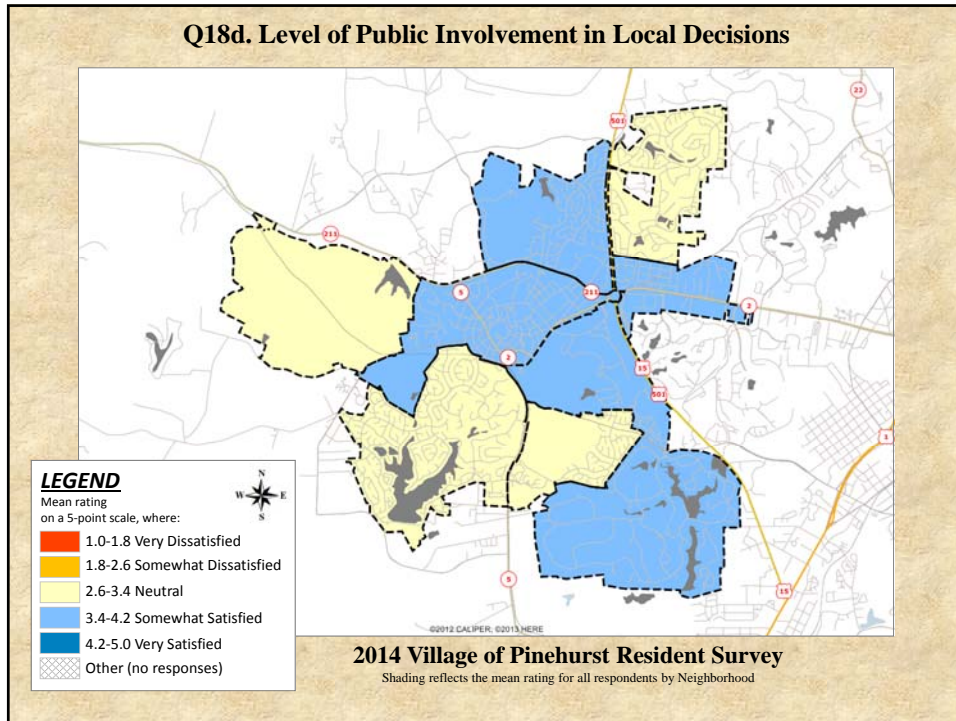 Q18d. Level of Public Involvement in Local Decisions
22
501
211
5
211
2
2
15
501
1
5
15
LEGEND
Mean rating
on a 5-point scale, where:
N
W E
S
1.0-1.8 Very Dissatisfied
1.8-2.6 Somewhat Dissatisfied
2.6-3.4 Neutral
3.4-4.2 Somewhat Satisfied
4.2-5.0 Very Satisfied
Other (no responses)
©2012 CALIPER, ©2013 HERE
2014 Village of Pinehurst Resident Survey
Shading reflects the mean rating for all respondents by Neighborhood